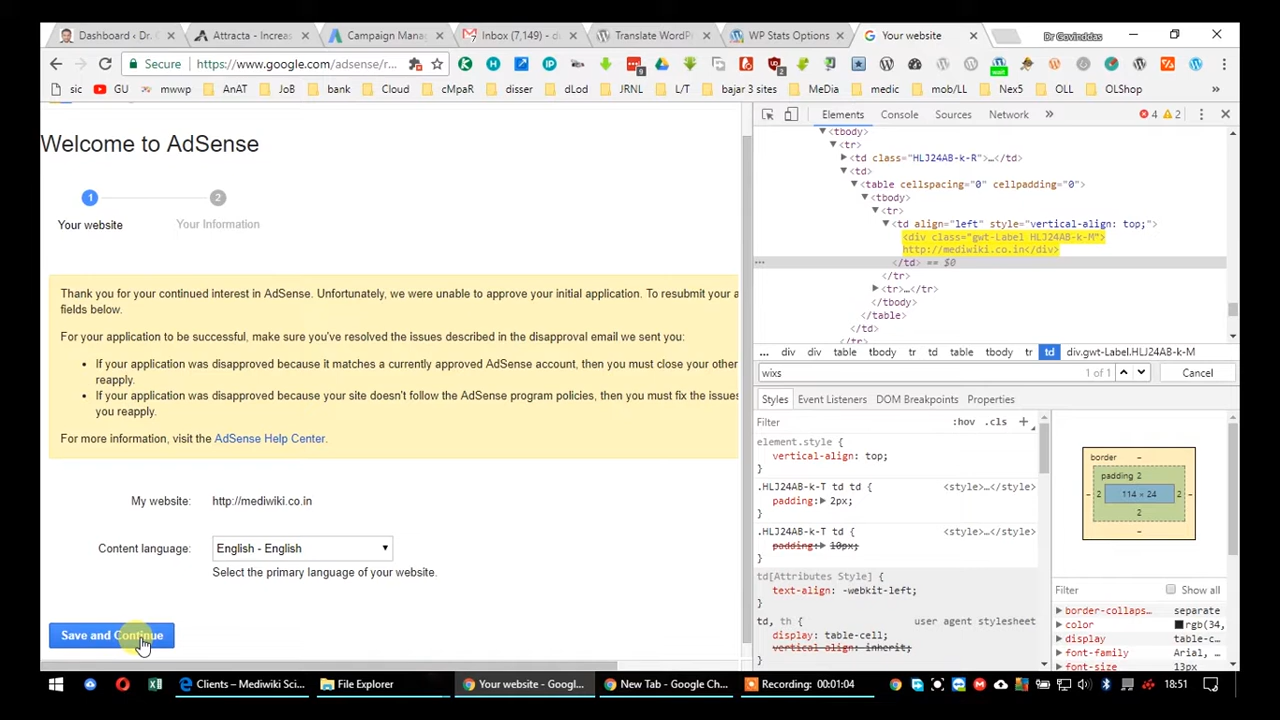 Dashboard ‹ Dr. G
Attracta - Increas
Campaign Mana
Inbox (7,149) - d
Translate WordP
WP Stats Options
Your website
Dr Govinddas
Secure
https://www.google.com/adsense/r...
sic
GU
mwwp
AnAT
JoB
bank
Cloud
cMpaR
disser
dLod
JRNL
L/T
bajar 3 sites
MeDia
medic
mob/LL
Nex5
OLL
OLShop
Welcome to AdSense
1
2
Your website
Your Information
Thank you for your continued interest in AdSense. Unfortunately, we were unable to approve your initial application. To resubmit your a
fields below.
For your application to be successful, make sure you've resolved the issues described in the disapproval email we sent you:
If your application was disapproved because it matches a currently approved AdSense account, then you must close your other
reapply.
If your application was disapproved because your site doesn't follow the AdSense program policies, then you must fix the issues
you reapply.
For more information, visit the AdSense Help Center.
My website: http://mediwiki.co.in
Content language: English - English
Select the primary language of your website.
Save and Continue
Elements
Console
Sources
Network
4
2
<tbody>
<tr>
<td class="HLJ24AB-k-R">…</td>
<td>
<table cellspacing="0" cellpadding="0">
<tbody>
<tr>
<td align="left" style="vertical-align: top;">
<div class="gwt-Label HLJ24AB-k-M">
http://mediwiki.co.in</div>
</td> == $0
</tr>
<tr>…</tr>
</tbody>
</table>
</td>
</tr>
... div div table tbody tr td table tbody tr td div.gwt-Label.HLJ24AB-k-M
wixs
1 of 1
Cancel
Styles
Event Listeners
DOM Breakpoints
Properties
Filter
:hov .cls +
element.style {
vertical-align: top;
}
.HLJ24AB-k-T td td { <style>…</style>
padding: 2px;
}
.HLJ24AB-k-T td { <style>…</style>
padding: 10px;
}
td[Attributes Style] {
text-align: -webkit-left;
}
td, th { user agent stylesheet
display: table-cell;
vertical-align: inherit;
}
border –
padding 2
– 2 114 × 24 2 –
2
–
Filter
Show all
border-collaps… separate
color rgb(34,
display table-c…
font-family Arial, …
font-size 13px
Clients – Mediwiki Sci...
File Explorer
Your website - Googl...
New Tab - Google Ch...
Recording: 00:01:04
18:51